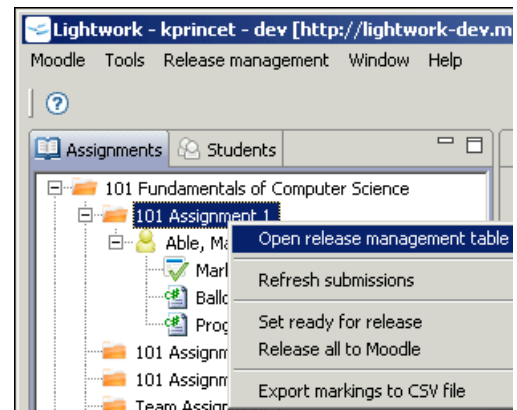 Lightwork - kprincet - dev [http://lightwork-dev.m
Moodle Tools Release management Window Help
Assignments Students
101 Fundamentals of Computer Science
101 Assignment 1
Able, Ma
Open release management table
Mark
Refresh submissions
Ballo
Prog
Set ready for release
101 Assignm
Release all to Moodle
101 Assignm
Export markings to CSV file
Team Assign